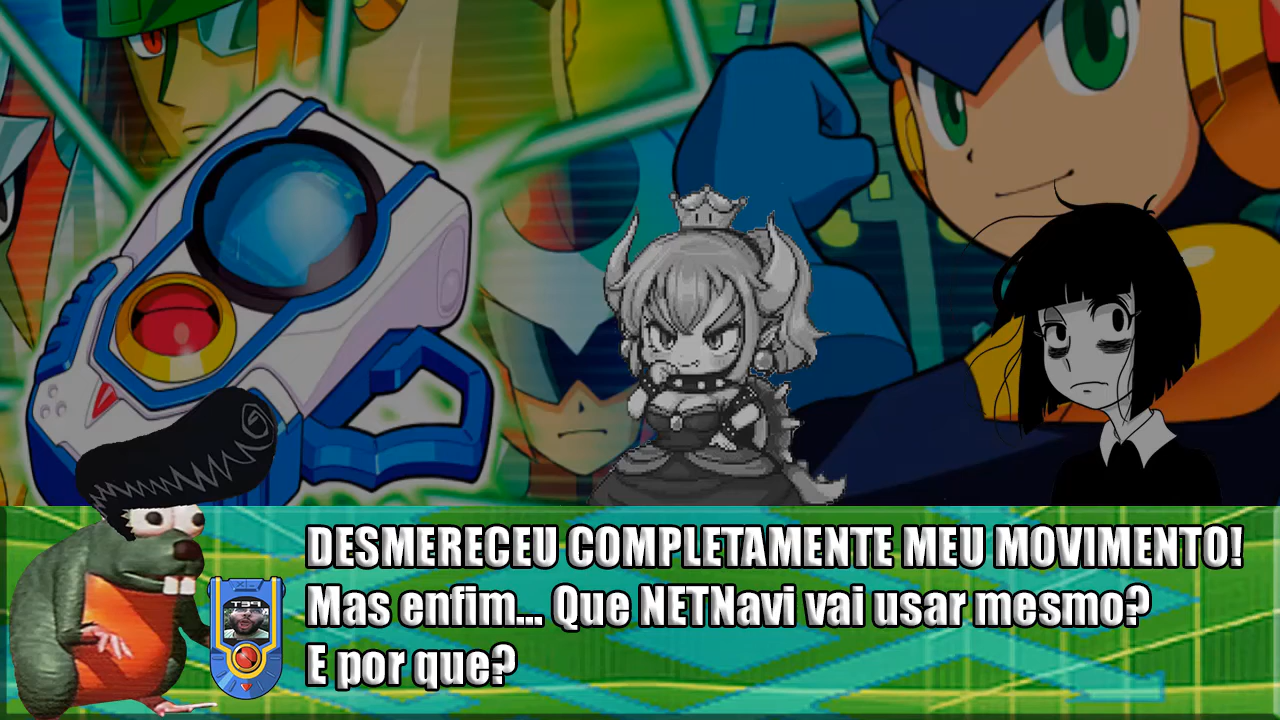 DESMERECEU COMPLETAMENTE MEU MOVIMENTO!
Mas enfim... Que NETNavi vai usar mesmo?
E por que?